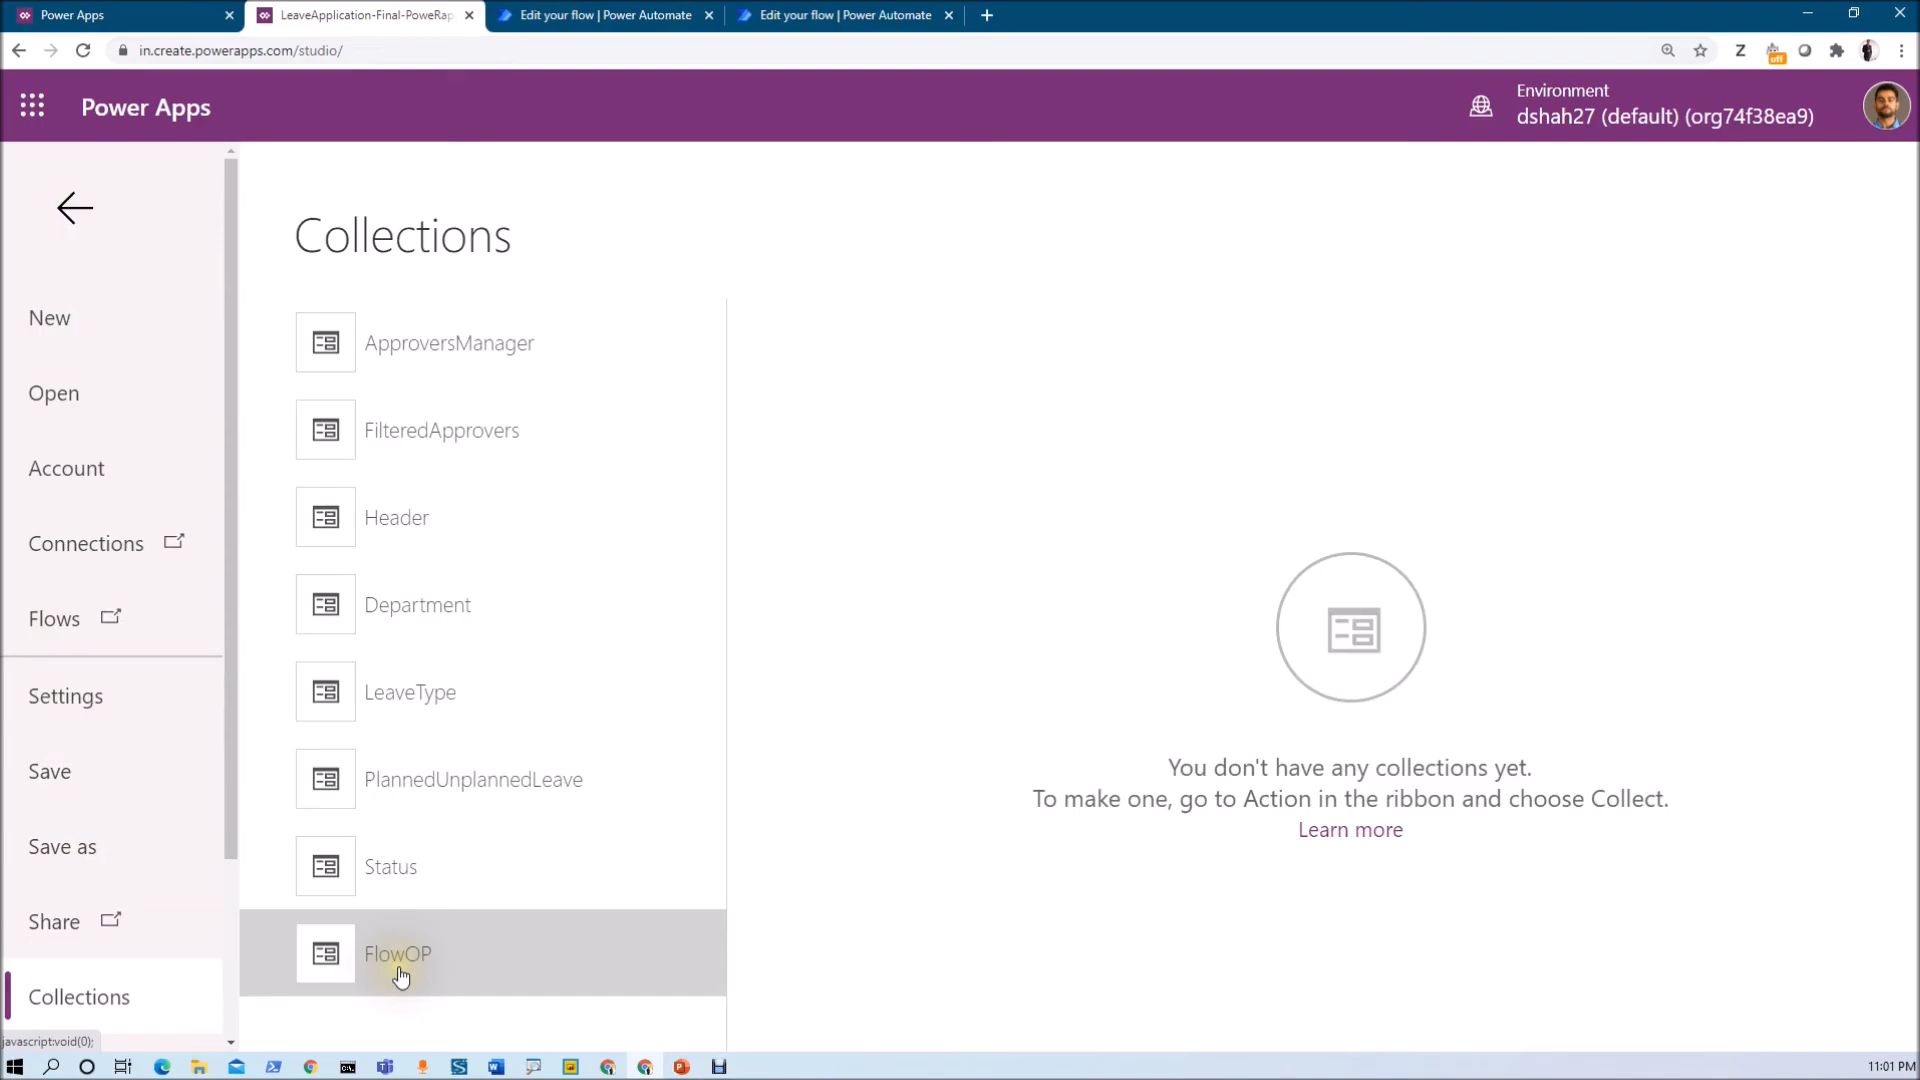 Power Apps
LeaveApplication-Final-PoweRap
Edit your flow | Power Automate
Edit your flow | Power Automate
in.create.powerapps.com/studio/
Z
off
Power Apps
Environment
dshah27 (default) (org74f38ea9)
New
Open
Account
Connections
Flows
Settings
Save
Save as
Share
Collections
Collections
ApproversManager
FilteredApprovers
Header
Department
LeaveType
PlannedUnplannedLeave
Status
FlowOP
You don't have any collections yet.
To make one, go to Action in the ribbon and choose Collect.
Learn more
javascript:void(0);
11:01 PM